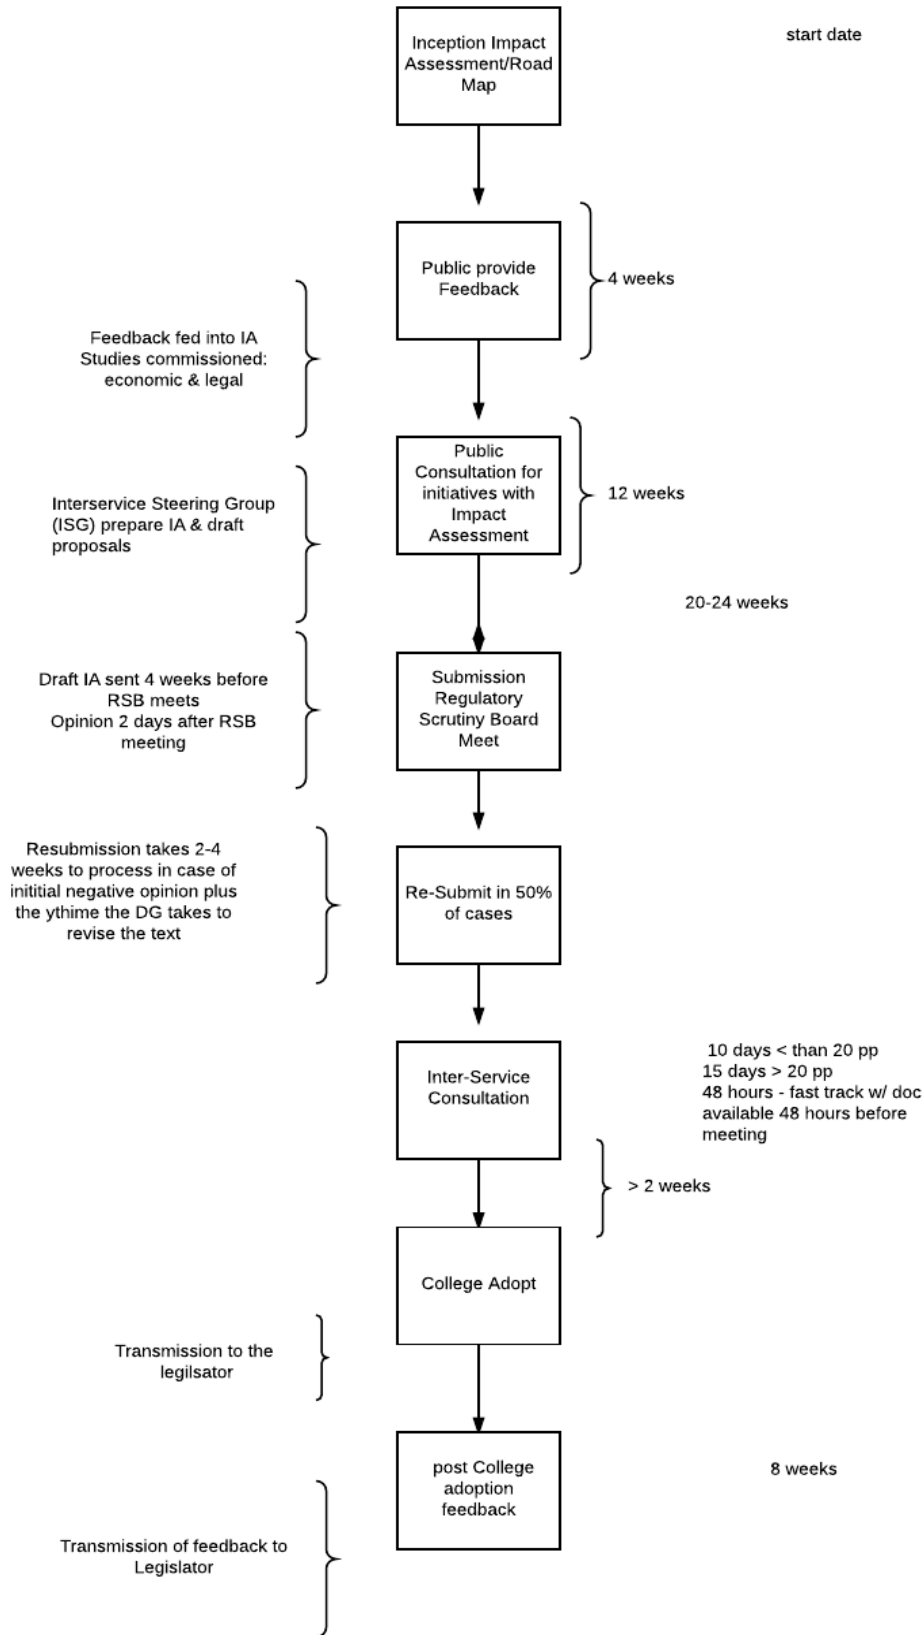 Inception Impact
Assessment/Road
Map
start date
Public provide
Feedback
4 weeks
Feedback fed into IA
Studies commissioned:
economic & legal
Public
Consultation for
initiatives with
Impact
Assessment
12 weeks
Interservice Steering Group
(ISG) prepare IA & draft
proposals
20-24 weeks
Draft IA sent 4 weeks before
RSB meets
Opinion 2 days after RSB
meeting
Submission
Regulatory
Scrutiny Board
Meet
Resubmission takes 2-4
weeks to process in case of
inititial negative opinion plus
the ythime the DG takes to
revise the text
Re-Submit in 50%
of cases
Inter-Service
Consultation
10 days < than 20 pp
15 days > 20 pp
48 hours - fast track w/ doc
available 48 hours before
meeting
> 2 weeks
College Adopt
Transmission to the
legilsator
post College
adoption
feedback
8 weeks
Transmission of feedback to
Legislator